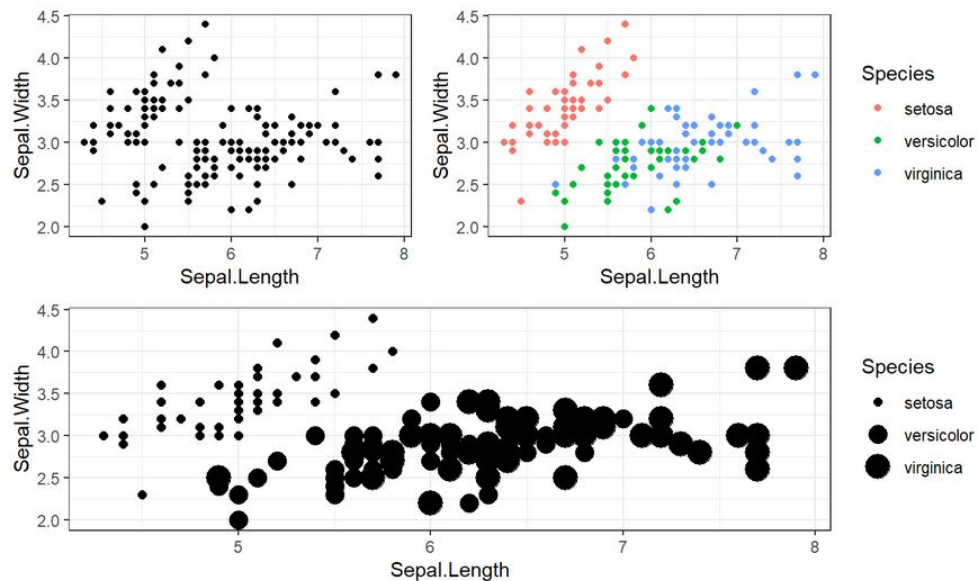 4.5
4.0
3.5
3.0
2.5
2.0
Sepal.Width
5 6 7 8
Sepal.Length
4.5
4.0
3.5
3.0
2.5
2.0
Sepal.Width
5 6 7 8
Sepal.Length
Species
setosa
versicolor
virginica
4.5
4.0
3.5
3.0
2.5
2.0
Sepal.Width
5 6 7 8
Sepal.Length
Species
setosa
versicolor
virginica